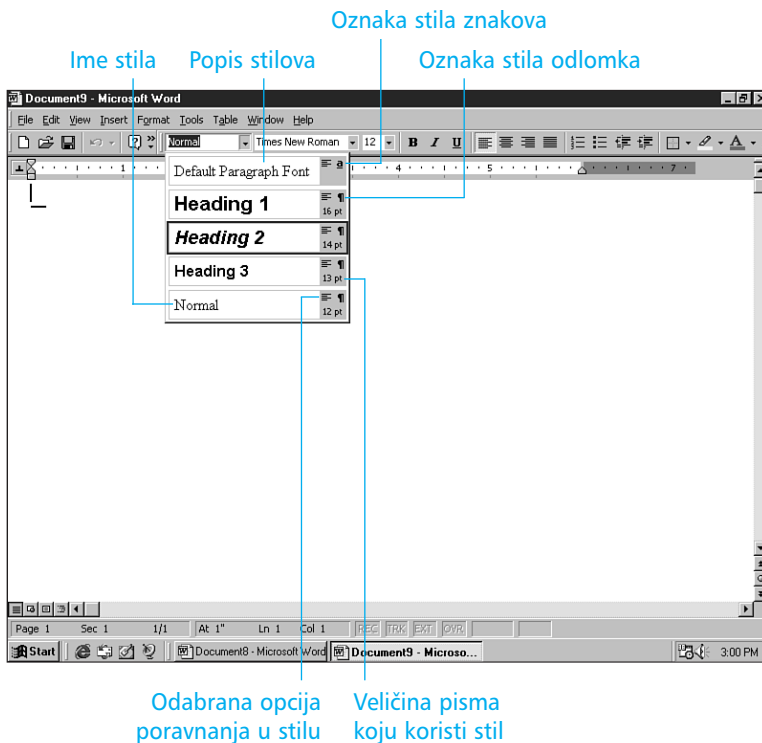 Oznaka stila znakova
Ime stila Popis stilova Oznaka stila odlomka
Document9 - Microsoft Word
File Edit View Insert Format Tools Table Window Help
Normal Times New Roman 12 B I U A
1 4 5 7
Default Paragraph Font a
Heading 1 ¶
16 pt
Heading 2 ¶
14 pt
Heading 3 ¶
13 pt
Normal ¶
12 pt
Page 1 Sec 1 1/1 At 1" Ln 1 Col 1 REC TRK EXT OVR
Start Document8 - Microsoft Word Document9 - Microso... 3:00 PM
Odabrana opcija Veličina pisma
poravnanja u stilu koju koristi stil